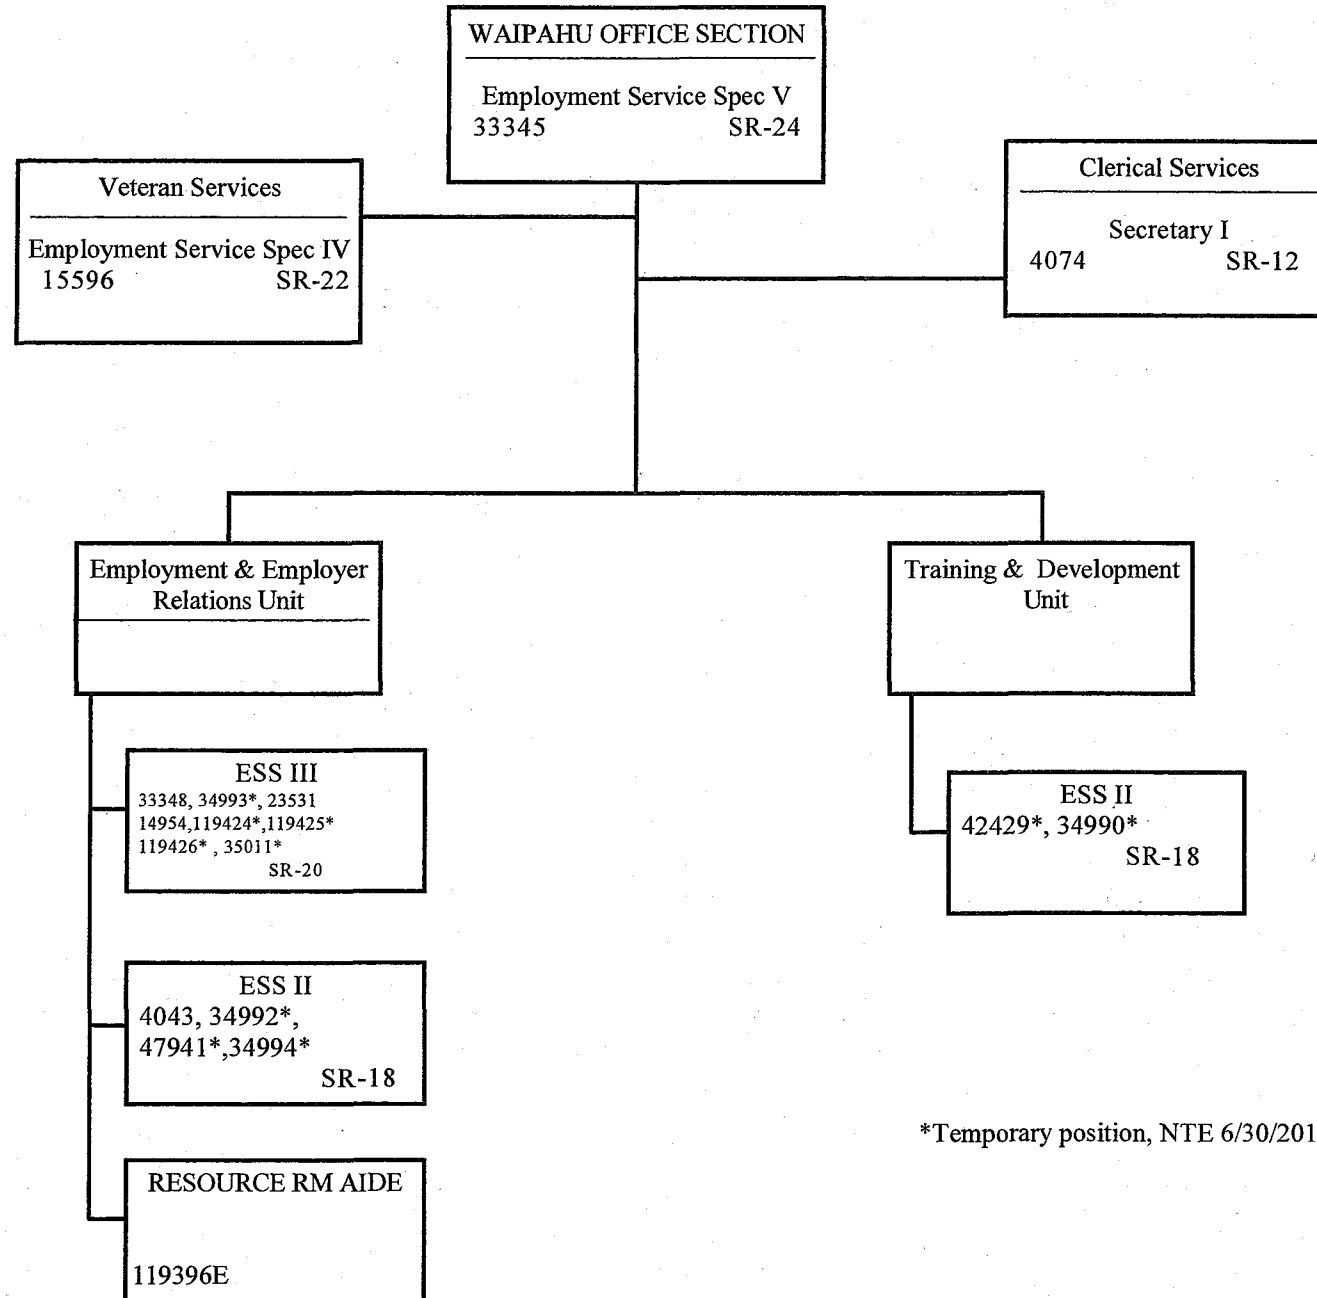 WAIPAHU OFFICE SECTION
Employment Service Spec V
33345 SR-24
Veteran Services
Employment Service Spec IV
15596 SR-22
Clerical Services
Secretary I
4074 SR-12
Employment & Employer
Relations Unit
Training & Development
Unit
ESS III
33348, 34993*, 23531
14954,119424*,119425*
119426* , 35011*
SR-20
ESS II
42429*, 34990*
SR-18
ESS II
4043, 34992*,
47941*,34994*
SR-18
*Temporary position, NTE 6/30/201
RESOURCE RM AIDE
119396E